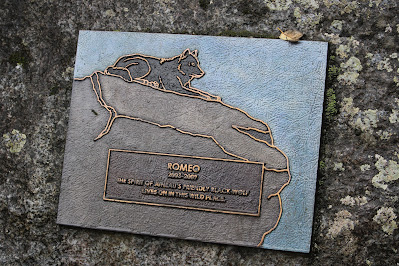 ROMEO
2003-2009
THE SPIRIT OF JUNEAU'S FRIENDLY BLACK WOLF
LIVES ON IN THIS WILD PLACE.